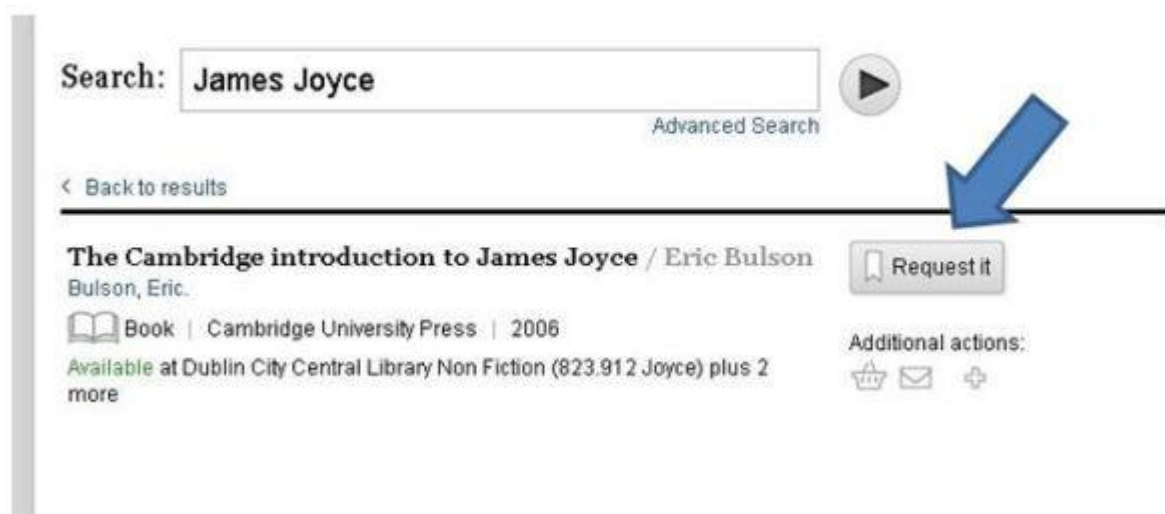 Search: James Joyce
Advanced Search
< Back to results
The Cambridge introduction to James Joyce / Eric Bulson
Request it
Bulson, Eric.
Book | Cambridge University Press | 2006
Additional actions:
Available at Dublin City Central Library Non Fiction (823.912 Joyce) plus 2
more